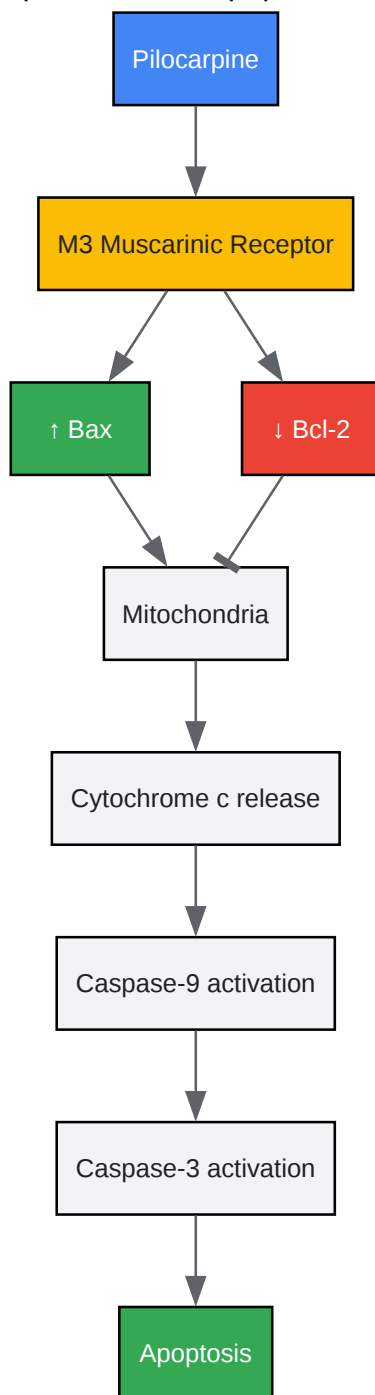 Pilocarpine
M3 Muscarinic Receptor
↑ Bax
↓ Bcl-2
Mitochondria
Cytochrome c release
Caspase-9 activation
Caspase-3 activation
Apoptosis